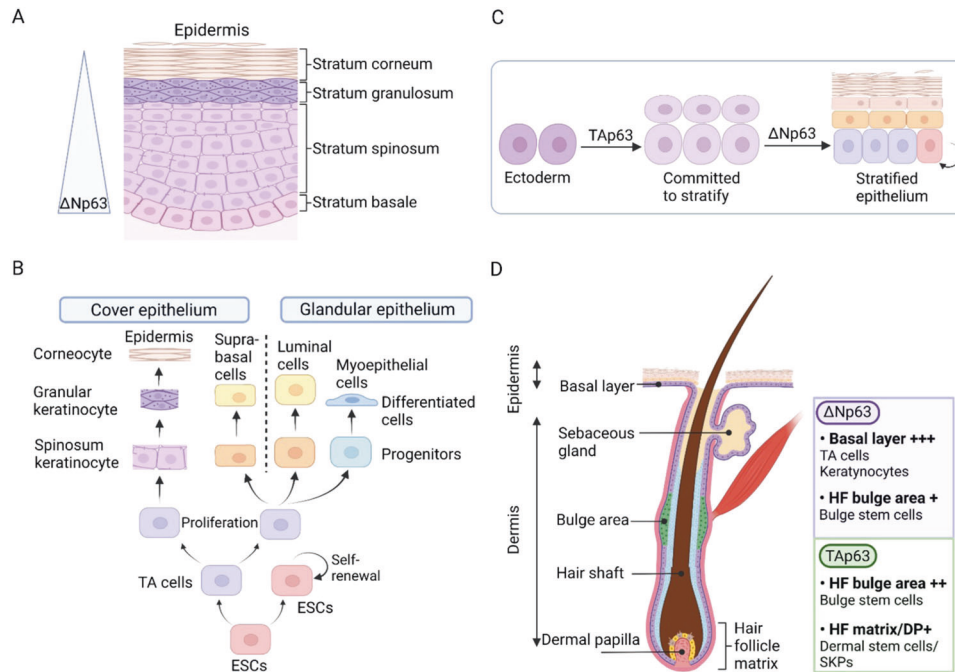 A
Epidermis
Stratum corneum
Stratum granulosum
Stratum spinosum
Stratum basale
ΔNp63
B
Cover epithelium
Glandular epithelium
Epidermis
Corneocyte
Granular
keratinocyte
Spinosum
keratinocyte
Supra-
basal
cells
Luminal
cells
Myoepithelial
cells
Differentiated
cells
Progenitors
Proliferation
TA cells
Self-
renewal
ESCs
ESCs
C
Ectoderm
TAp63
Committed
to stratify
ΔNp63
Stratified
epithelium
D
Epidermis
Dermis
Basal layer
Sebaceous
gland
Bulge area
Hair shaft
Dermal papilla
Hair
follicle
matrix
ΔNp63
• Basal layer +++
TA cells
Keratynocytes
• HF bulge area +
Bulge stem cells
TAp63
• HF bulge area ++
Bulge stem cells
• HF matrix/DP+
Dermal stem cells/
SKPs